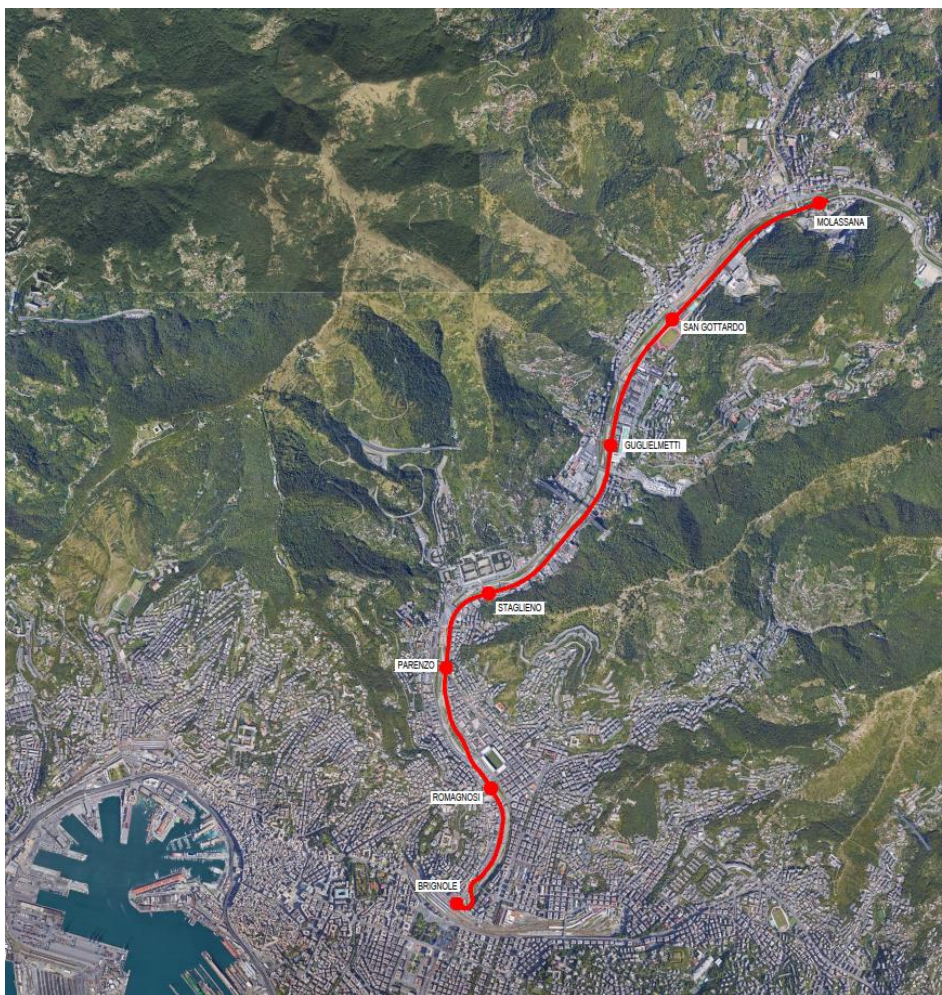 MOLASSANA
SAN GOTTARDO
GUGLIELMETTI
STAGLIENO
PARENZO
ROMAGNOSI
BRIGNOLE